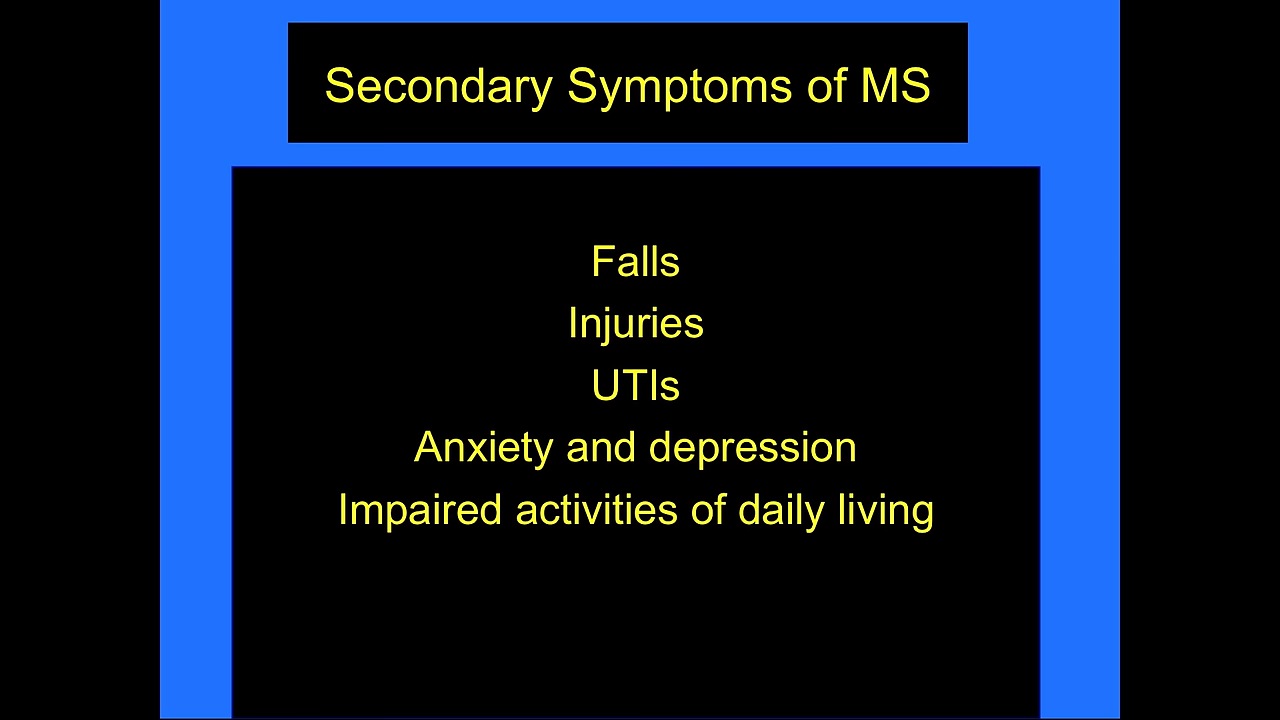 Secondary Symptoms of MS
Falls
Injuries
UTIs
Anxiety and depression
Impaired activities of daily living